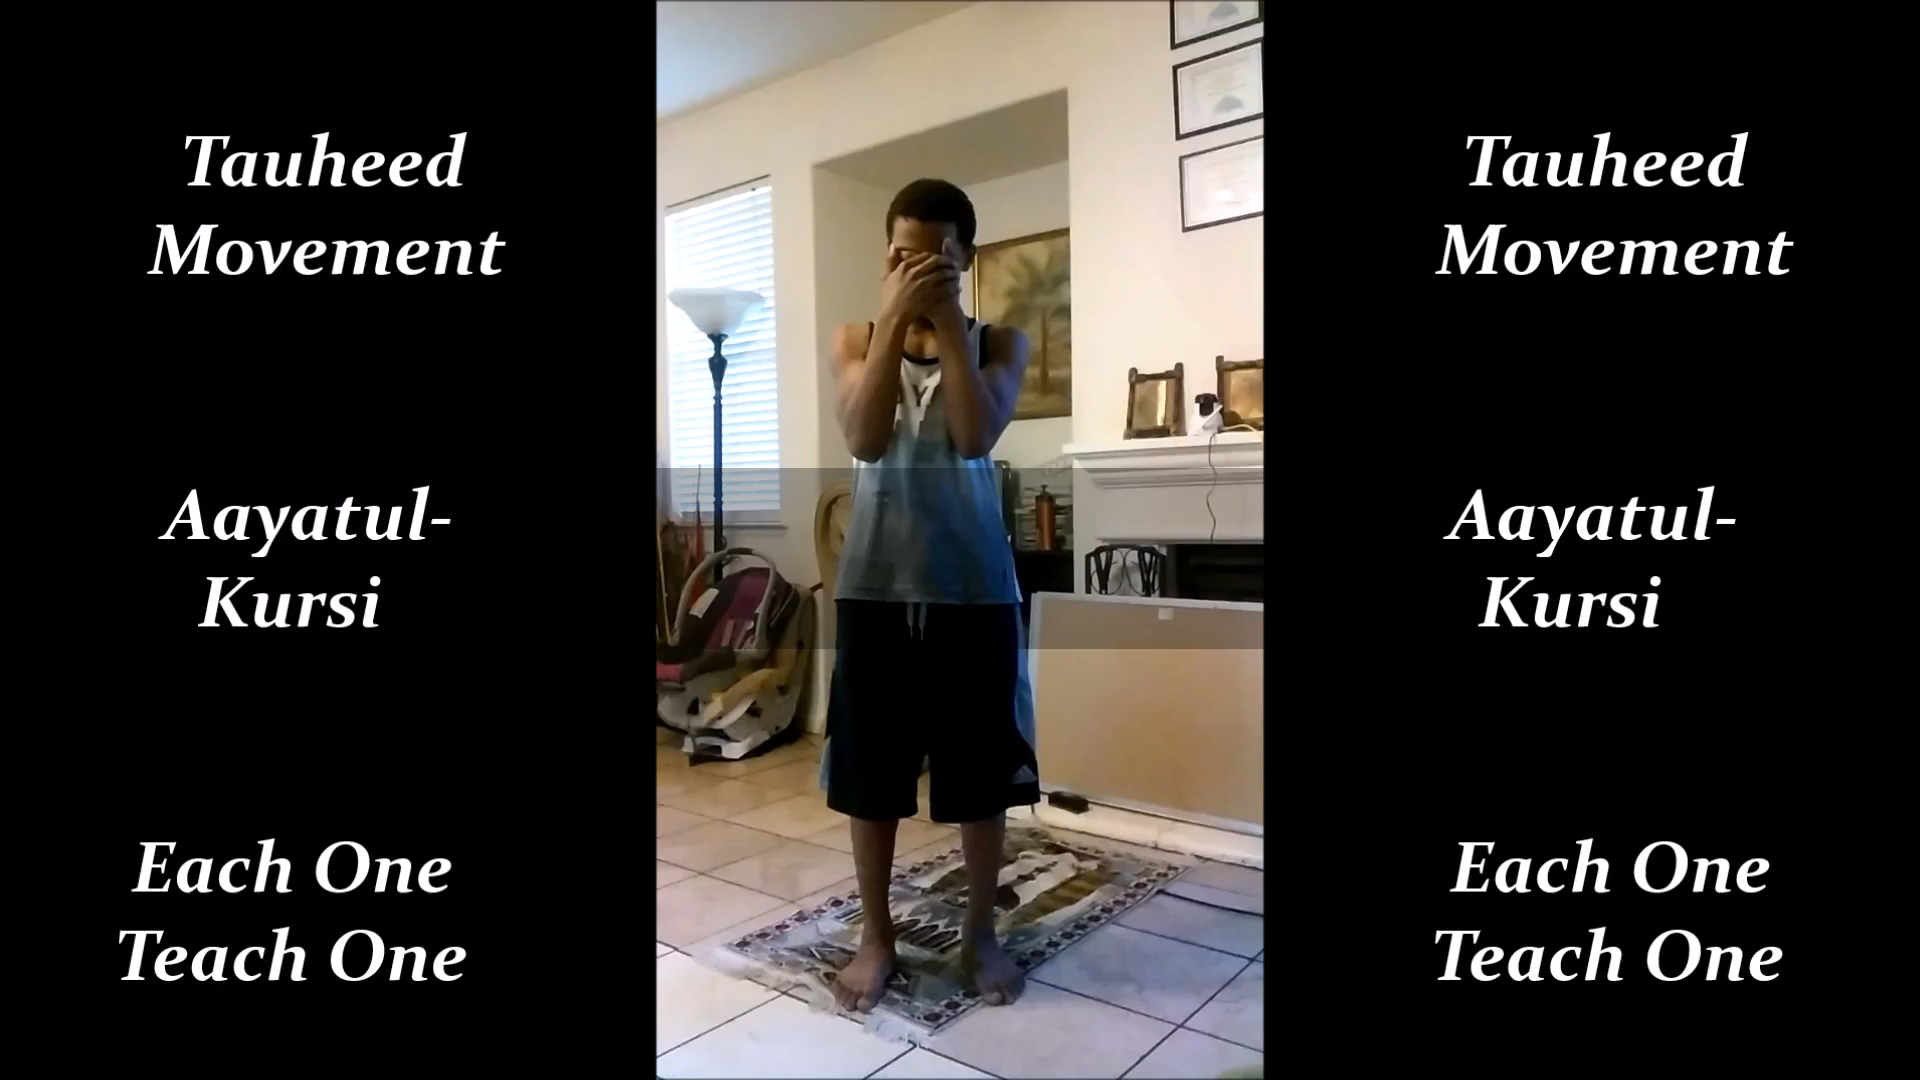 Tauheed
Movement
Aayatul-
Kursi
Each One
Teach One
Tauheed
Movement
Aayatul-
Kursi
Each One
Teach One